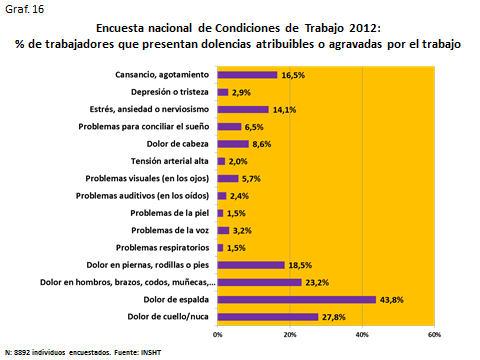 Graf. 16
Encuesta nacional de Condiciones de Trabajo 2012:
% de trabajadores que presentan dolencias atribuibles o agravadas por el trabajo
Cansancio, agotamiento 16,5%
Depresión o tristeza 2,9%
Estrés, ansiedad o nerviosismo 14,1%
Problemas para conciliar el sueño 6,5%
Dolor de cabeza 8,6%
Tensión arterial alta 2,0%
Problemas visuales (en los ojos) 5,7%
Problemas auditivos (en los oídos) 2,4%
Problemas de la piel 1,5%
Problemas de la voz 3,2%
Problemas respiratorios 1,5%
Dolor en piernas, rodillas o pies 18,5%
Dolor en hombros, brazos, codos, muñecas,... 23,2%
Dolor de espalda 43,8%
Dolor de cuello/nuca 27,8%
0% 20% 40% 60%
N: 8892 individuos encuestados. Fuente: INSHT